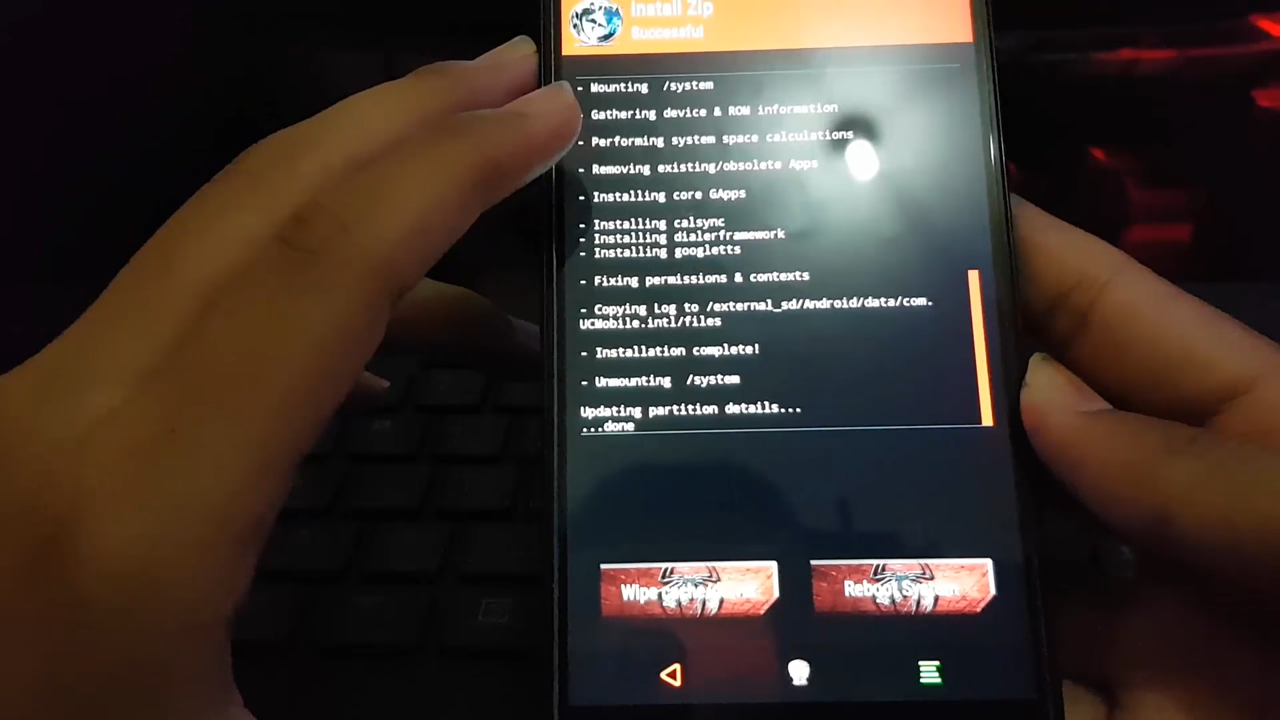 Install Zip
Successful
- Mounting /system
- Gathering device & ROM information
- Performing system space calculations
- Removing existing/obsolete Apps
- Installing core GApps
- Installing calsync
- Installing dialerframework
- Installing googletts
- Fixing permissions & contexts
- Copying Log to /external_sd/Android/data/com.
UCMobile.intl/files
- Installation complete!
- Unmounting /system
Updating partition details...
...done
Wipe
Reboot System